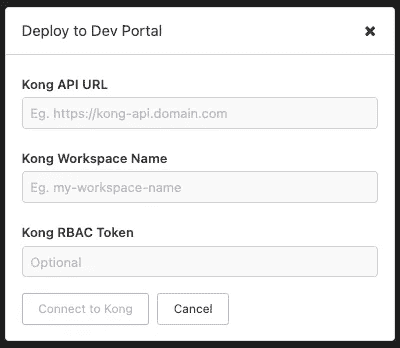 Deploy to Dev Portal
Kong API URL
Eg. https://kong-api.domain.com
Kong Workspace Name
Eg. my-workspace-name
Kong RBAC Token
Optional
Connect to Kong
Cancel